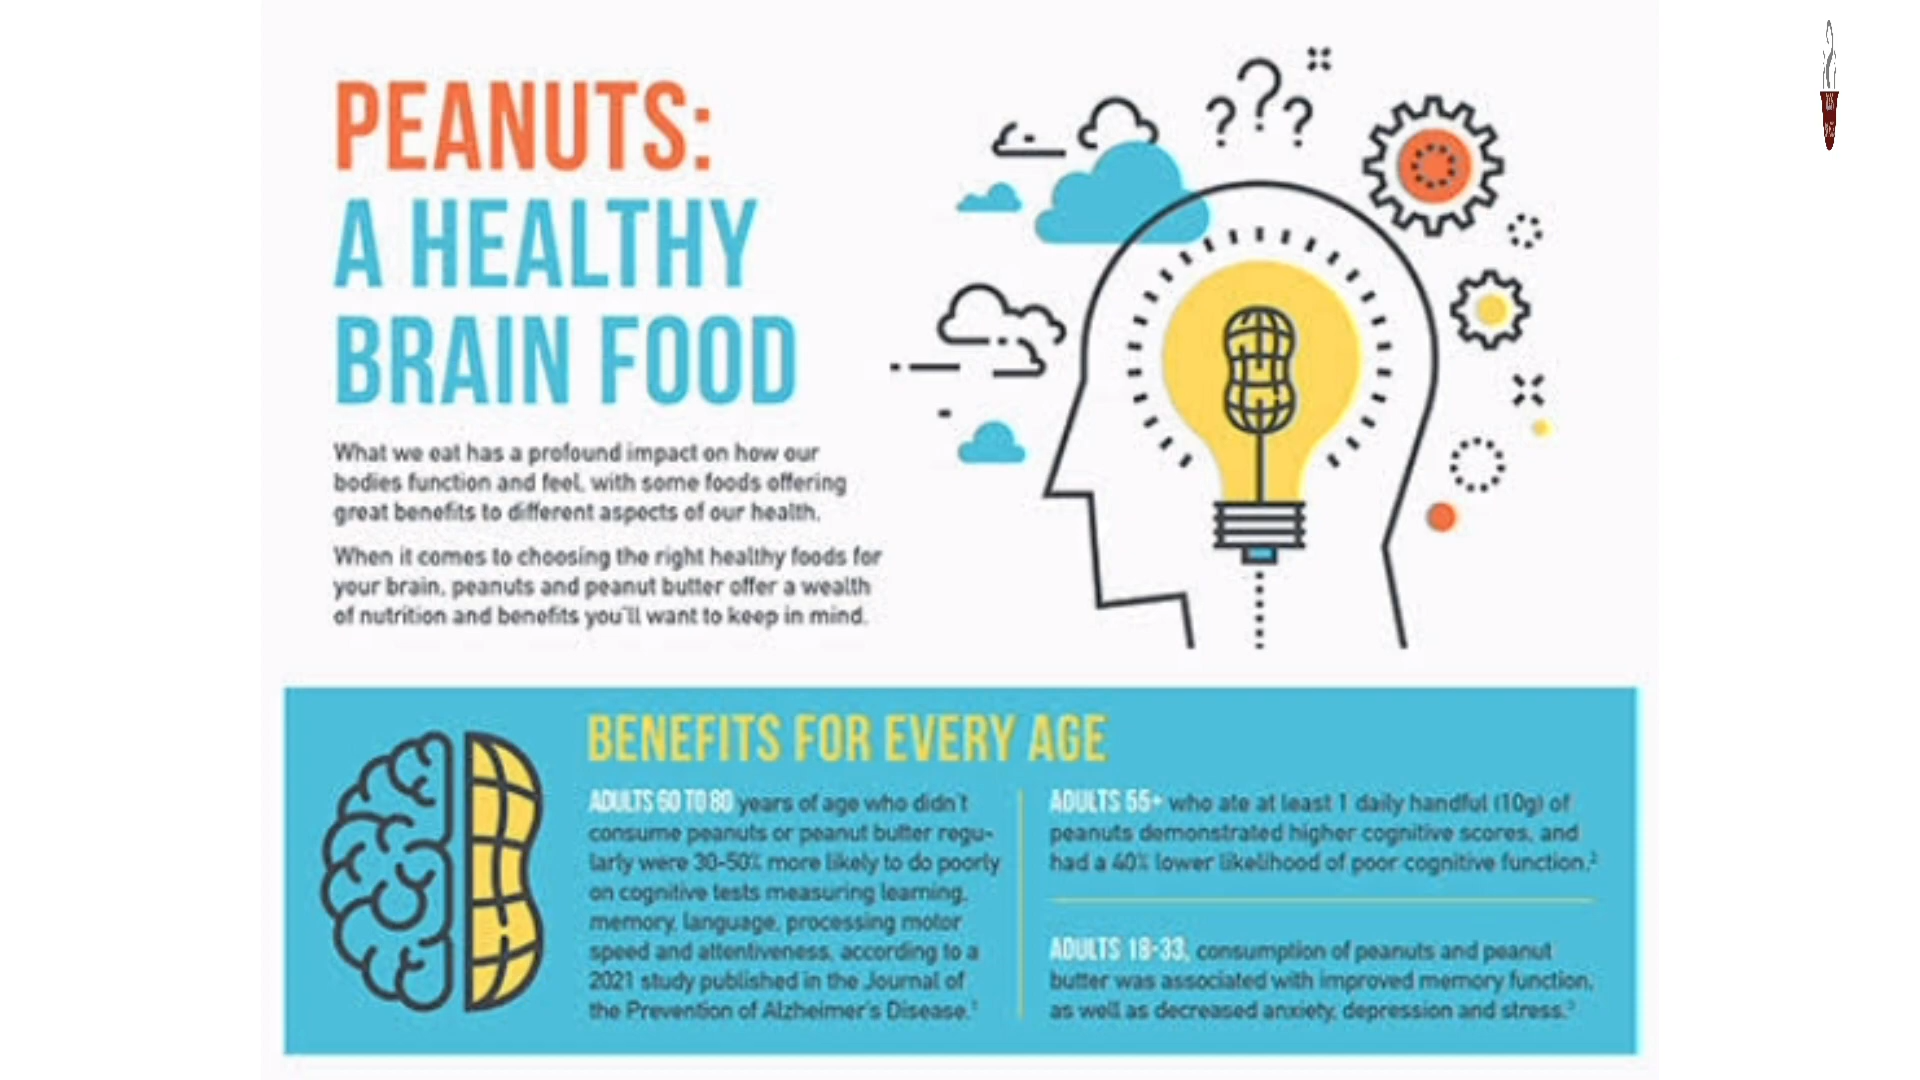 PEANUTS:
A HEALTHY
BRAIN FOOD
What we eat has a profound impact on how our
bodies function and feel, with some foods offering
great benefits to different aspects of our health.
When it comes to choosing the right healthy foods for
your brain, peanuts and peanut butter offer a wealth
of nutrition and benefits you'll want to keep in mind.
BENEFITS FOR EVERY AGE
ADULTS 60 TO 80 years of age who didn't
consume peanuts or peanut butter regu-
larly were 30-50% more likely to do poorly
on cognitive tests measuring learning,
memory, language, processing motor
speed and attentiveness, according to a
2021 study published in the Journal of
the Prevention of Alzheimer's Disease.¹
ADULTS 55+ who ate at least 1 daily handful (10g) of
peanuts demonstrated higher cognitive scores, and
had a 40% lower likelihood of poor cognitive function.²
ADULTS 18-33, consumption of peanuts and peanut
butter was associated with improved memory function,
as well as decreased anxiety, depression and stress.³